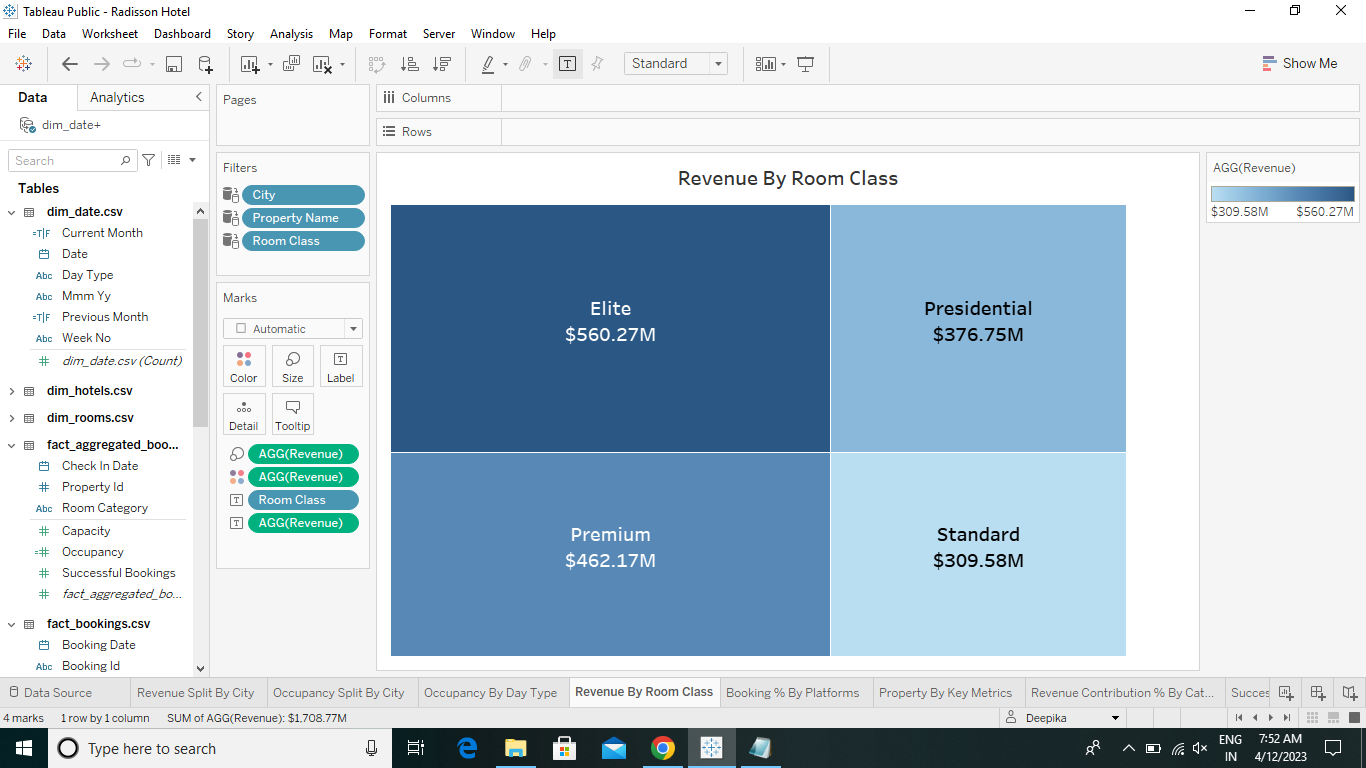 Tableau Public - Radisson Hotel
File Data Worksheet Dashboard Story Analysis Map Format Server Window Help
Standard
Show Me
Data Analytics
dim_date+
Search
Tables
dim_date.csv
=T|F Current Month
Date
Abc Day Type
Abc Mmm Yy
=T|F Previous Month
Abc Week No
dim_date.csv (Count)
dim_hotels.csv
dim_rooms.csv
fact_aggregated_boo...
Check In Date
Property Id
Abc Room Category
Capacity
Occupancy
Successful Bookings
fact_aggregated_bo...
fact_bookings.csv
Booking Date
Abc Booking Id
Pages
Filters
City
Property Name
Room Class
Marks
Automatic
Color Size Label
Detail Tooltip
AGG(Revenue)
AGG(Revenue)
Room Class
AGG(Revenue)
Columns
Rows
Revenue By Room Class
Elite
$560.27M
Presidential
$376.75M
Premium
$462.17M
Standard
$309.58M
AGG(Revenue)
$309.58M $560.27M
Data Source Revenue Split By City Occupancy Split By City Occupancy By Day Type Revenue By Room Class Booking % By Platforms Property By Key Metrics Revenue Contribution % By Cat... Succes
4 marks 1 row by 1 column SUM of AGG(Revenue): $1,708.77M
Deepika
Type here to search
ENG
IN
7:52 AM
4/12/2023